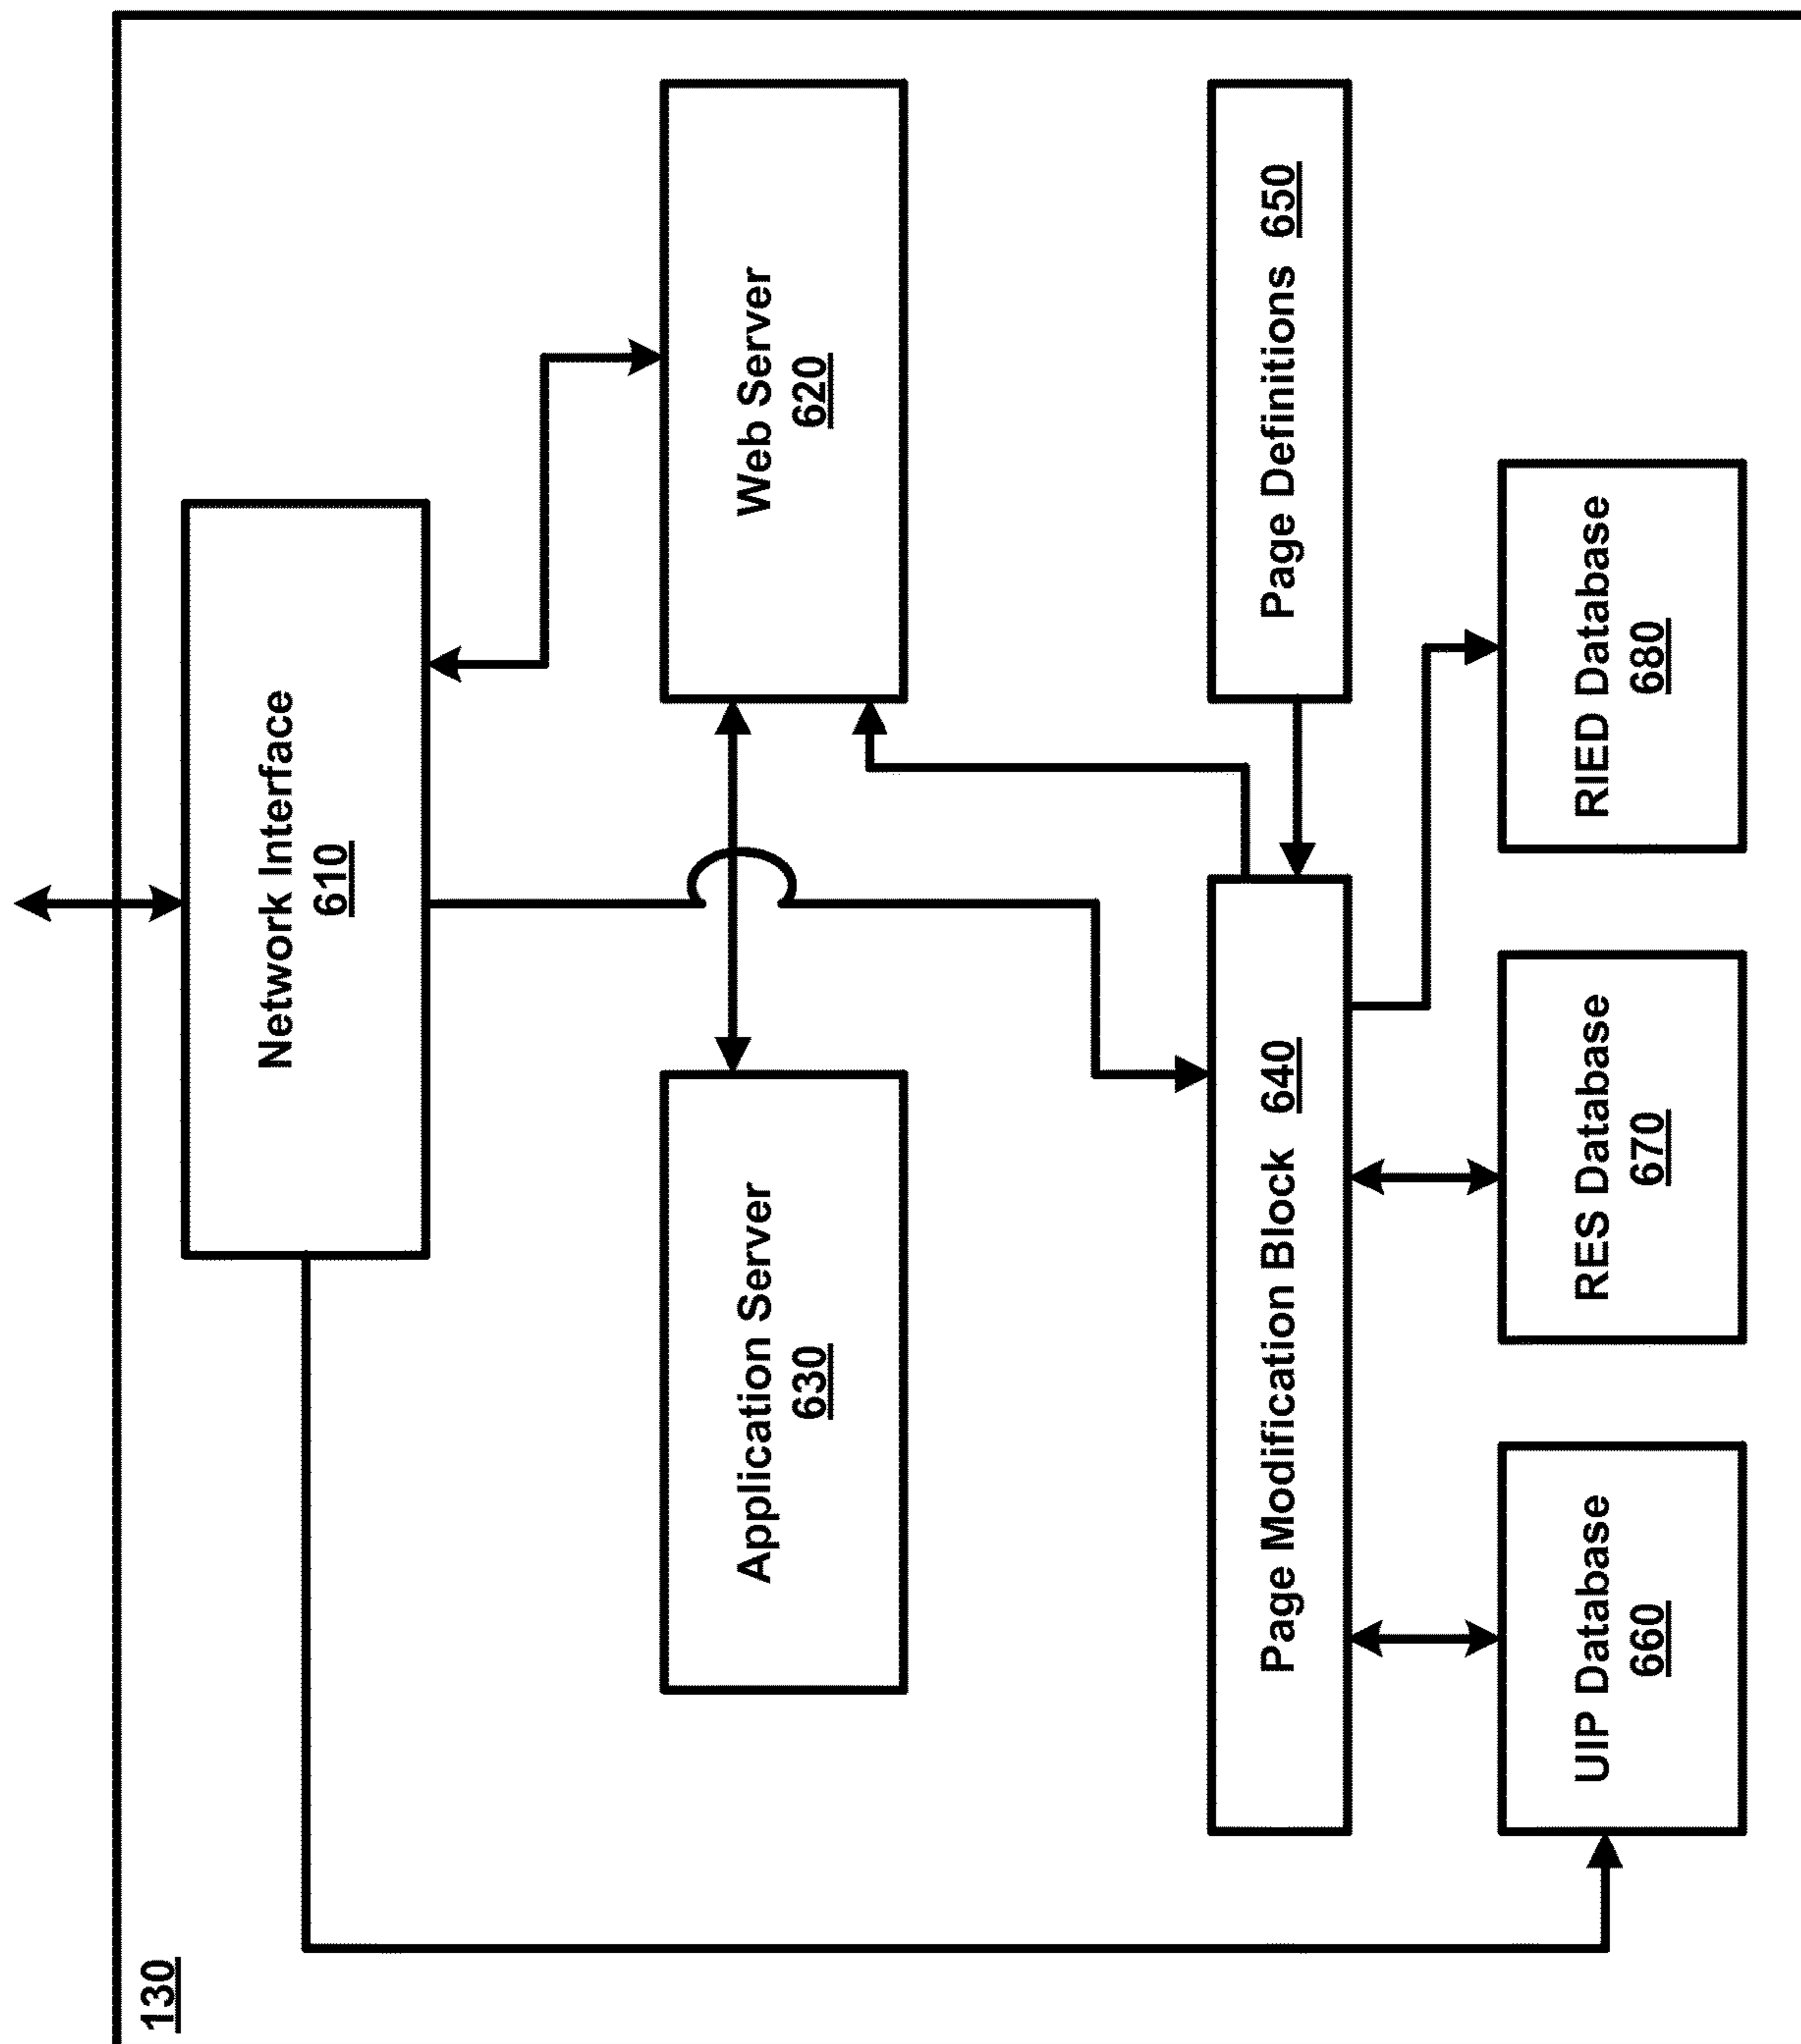 130
Network Interface
610
Application Server
630
Web Server
620
Page Modification Block 640
Page Definitions 650
UIP Database
660
RES Database
670
RIED Database
680